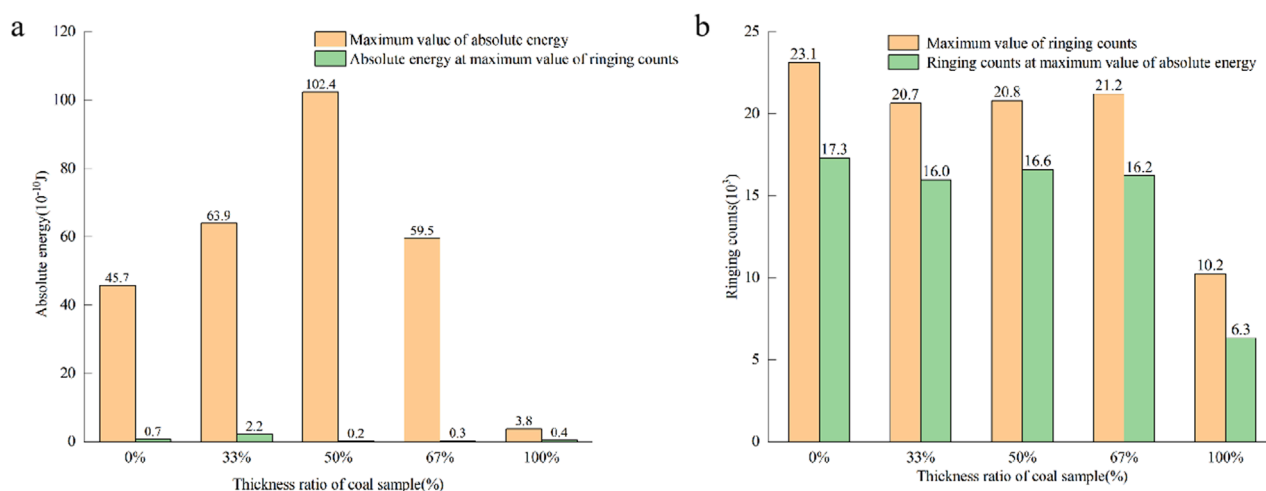 a
120
100
80
60
40
20
0
Absolute energy(10⁻¹⁰J)
Maximum value of absolute energy
Absolute energy at maximum value of ringing counts
45.7
0.7
63.9
2.2
102.4
0.2
59.5
0.3
3.8
0.4
0% 33% 50% 67% 100%
Thickness ratio of coal sample(%)
b
25
20
15
10
5
0
Ringing counts(10³)
Maximum value of ringing counts
Ringing counts at maximum value of absolute energy
23.1
17.3
20.7
16.0
20.8
16.6
21.2
16.2
10.2
6.3
0% 33% 50% 67% 100%
Thickness ratio of coal sample(%)